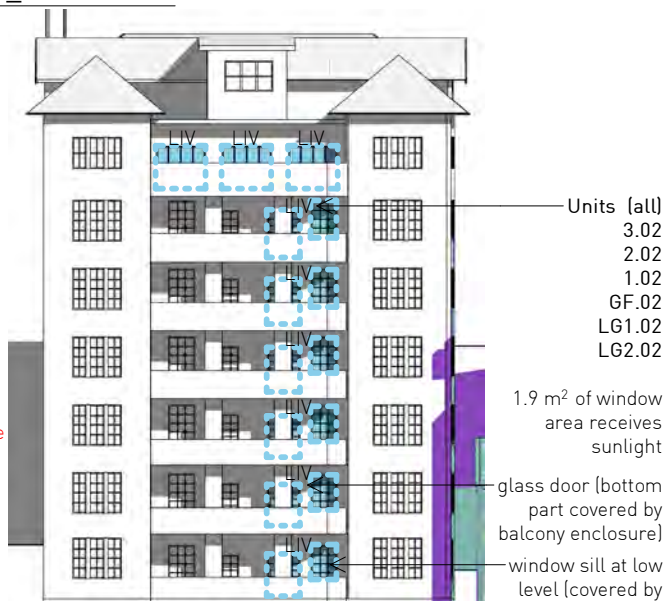 LIV LIV LIV
LIV
LIV
LIV
LIV
LIV
LIV
Units (all)
3.02
2.02
1.02
GF.02
LG1.02
LG2.02
1.9 m² of window
area receives
sunlight
glass door (bottom
part covered by
balcony enclosure)
window sill at low
level (covered by